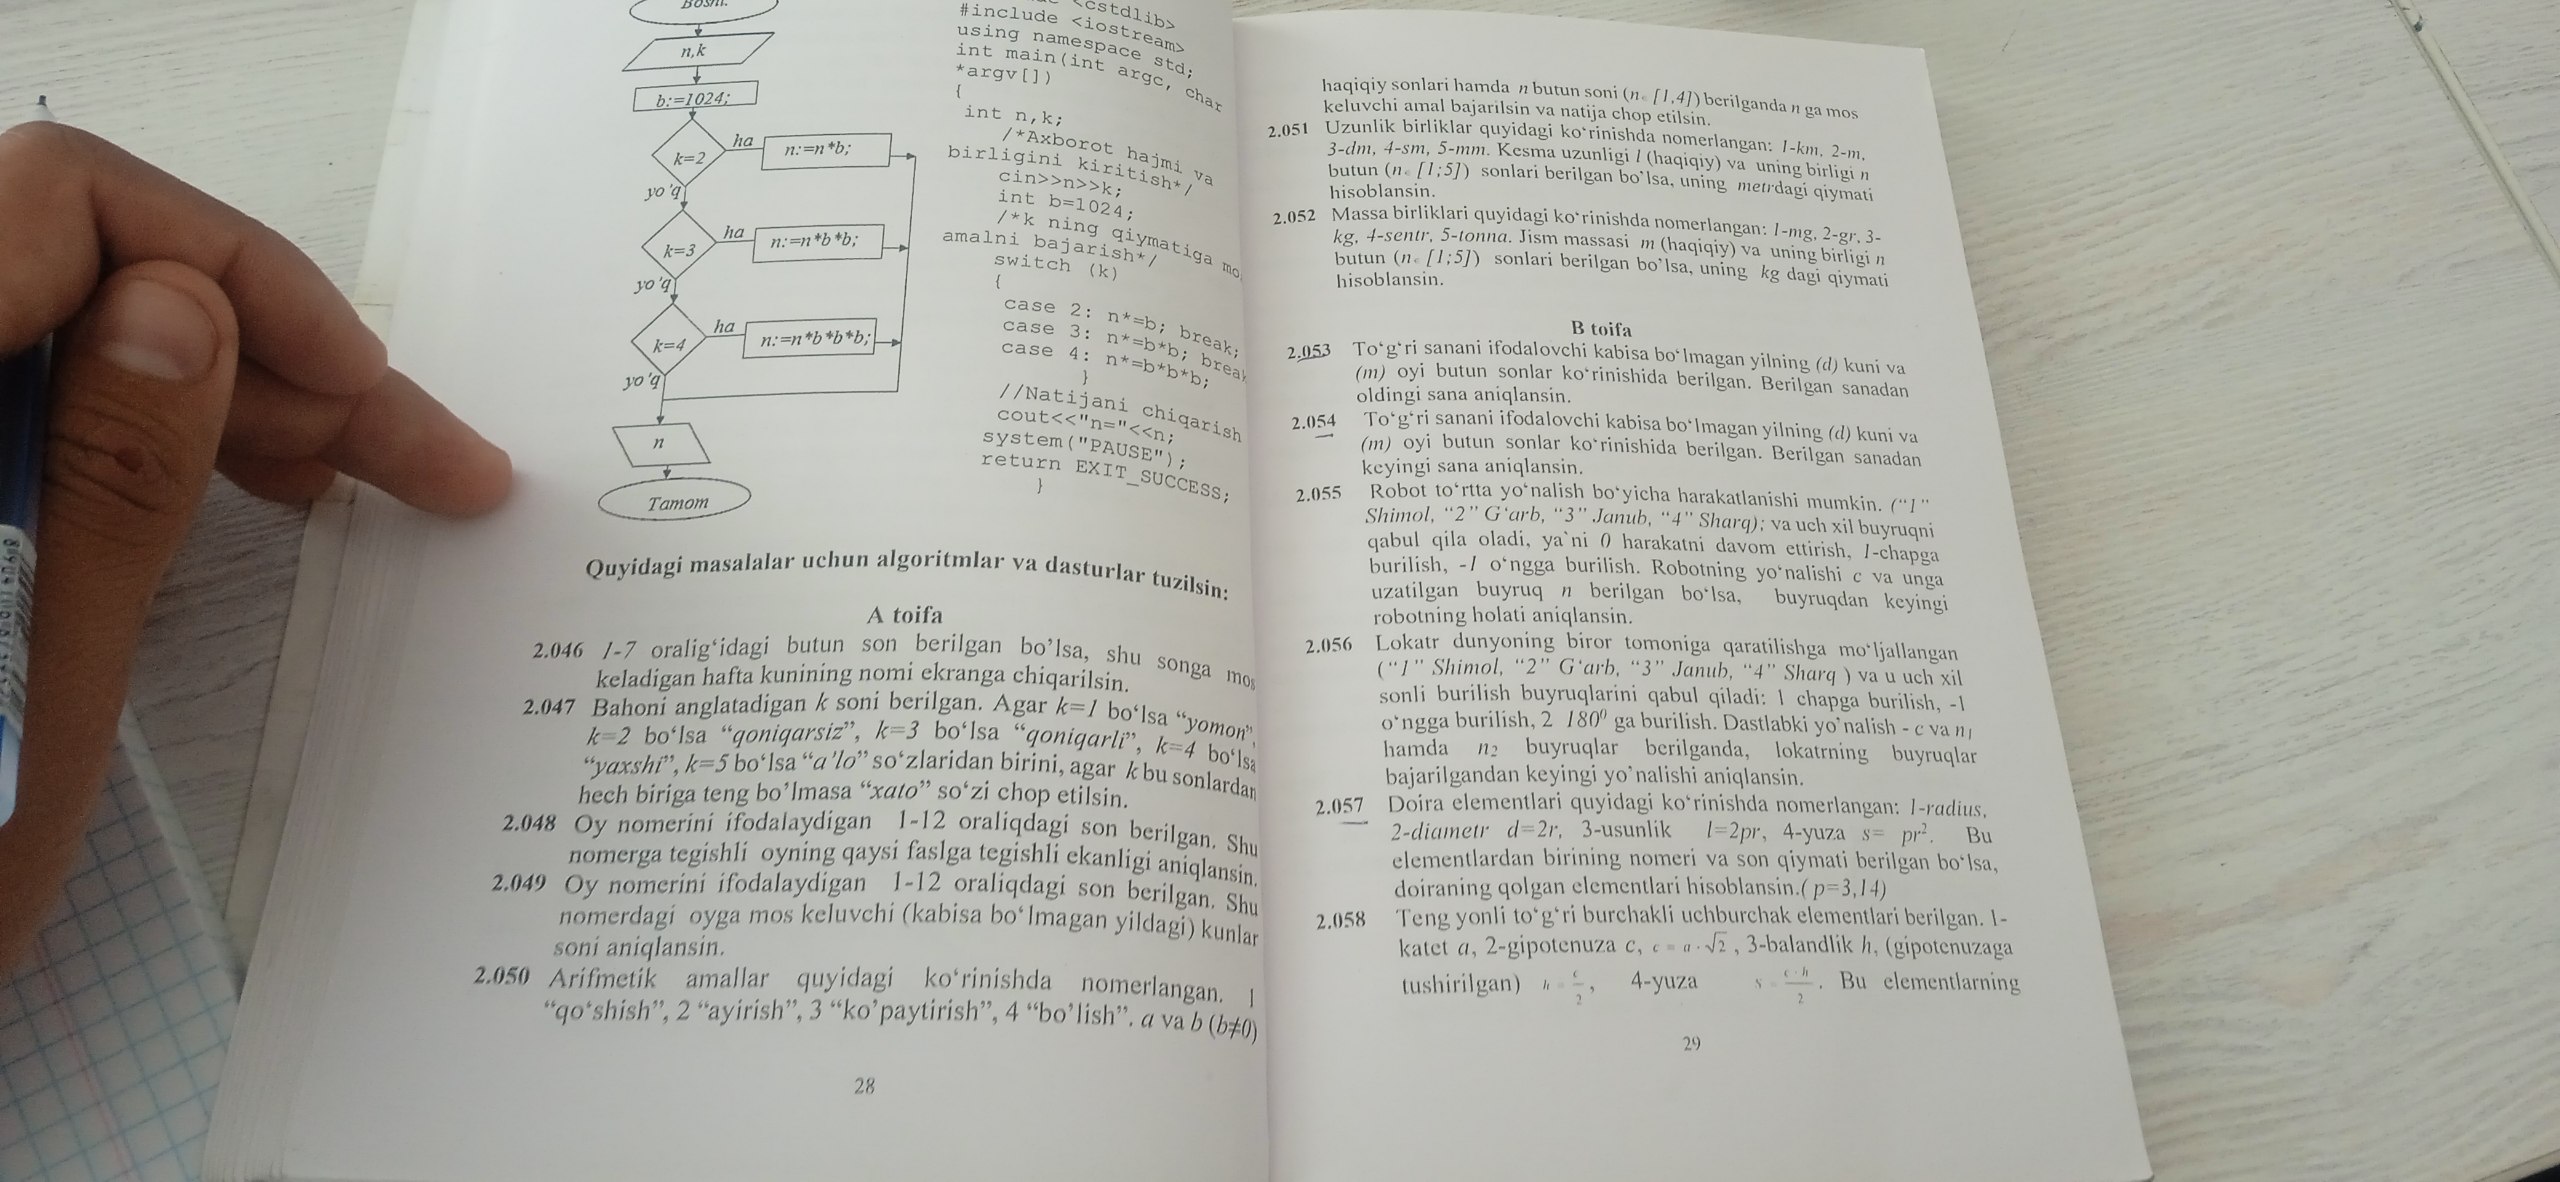 Boshl.
n,k
b:=1024;
k=2
ha
n:=n*b;
yo'q
k=3
ha
n:=n*b*b;
yo'q
k=4
ha
n:=n*b*b*b;
yo'q
n
Tamom
<cstdlib>
#include <iostream>
using namespace std;
int main(int argc, char
*argv[])
{
int n,k;
/*Axborot hajmi va
birligini kiritish*/
cin>>n>>k;
int b=1024;
/*k ning qiymatiga mo
amalni bajarish*/
switch (k)
{
case 2: n*=b; break;
case 3: n*=b*b; break
case 4: n*=b*b*b;
}
//Natijani chiqarish
cout<<"n="<<n;
system("PAUSE");
return EXIT_SUCCESS;
}
Quyidagi masalalar uchun algoritmlar va dasturlar tuzilsin:
A toifa
2.046 1-7 oralig‘idagi butun son berilgan bo’lsa, shu songa mos
keladigan hafta kunining nomi ekranga chiqarilsin.
2.047 Bahoni anglatadigan k soni berilgan. Agar k=1 bo‘lsa “yomon”,
k=2 bo‘lsa “qoniqarsiz”, k=3 bo‘lsa “qoniqarli”, k=4 bo‘lsa
“yaxshi”, k=5 bo‘lsa “a’lo” so‘zlaridan birini, agar k bu sonlardan
hech biriga teng bo’lmasa “xato” so‘zi chop etilsin.
2.048 Oy nomerini ifodalaydigan 1-12 oraliqdagi son berilgan. Shu
nomerga tegishli oyning qaysi faslga tegishli ekanligi aniqlansin.
2.049 Oy nomerini ifodalaydigan 1-12 oraliqdagi son berilgan. Shu
nomerdagi oyga mos keluvchi (kabisa bo‘lmagan yildagi) kunlar
soni aniqlansin.
2.050 Arifmetik amallar quyidagi ko‘rinishda nomerlangan. 1
“qo‘shish”, 2 “ayirish”, 3 “ko’paytirish”, 4 “bo’lish”. a va b (b≠0)
28
haqiqiy sonlari hamda n butun soni (n∈ [1,4]) berilganda n ga mos
keluvchi amal bajarilsin va natija chop etilsin.
2.051 Uzunlik birliklar quyidagi ko‘rinishda nomerlangan: 1-km, 2-m,
3-dm, 4-sm, 5-mm. Kesma uzunligi l (haqiqiy) va uning birligi n
butun (n∈ [1;5]) sonlari berilgan bo’lsa, uning metrdagi qiymati
hisoblansin.
2.052 Massa birliklari quyidagi ko‘rinishda nomerlangan: 1-mg, 2-gr, 3-
kg, 4-sentr, 5-tonna. Jism massasi m (haqiqiy) va uning birligi n
butun (n∈ [1;5]) sonlari berilgan bo’lsa, uning kg dagi qiymati
hisoblansin.
B toifa
2.053 To‘g‘ri sanani ifodalovchi kabisa bo‘lmagan yilning (d) kuni va
(m) oyi butun sonlar ko‘rinishida berilgan. Berilgan sanadan
oldingi sana aniqlansin.
2.054 To‘g‘ri sanani ifodalovchi kabisa bo‘lmagan yilning (d) kuni va
(m) oyi butun sonlar ko‘rinishida berilgan. Berilgan sanadan
keyingi sana aniqlansin.
2.055 Robot to‘rtta yo‘nalish bo‘yicha harakatlanishi mumkin. (“1”
Shimol, “2” G‘arb, “3” Janub, “4” Sharq); va uch xil buyruqni
qabul qila oladi, ya`ni 0 harakatni davom ettirish, 1-chapga
burilish, -1 o‘ngga burilish. Robotning yo‘nalishi c va unga
uzatilgan buyruq n berilgan bo‘lsa, buyruqdan keyingi
robotning holati aniqlansin.
2.056 Lokatr dunyoning biror tomoniga qaratilishga mo‘ljallangan
(“1” Shimol, “2” G‘arb, “3” Janub, “4” Sharq ) va u uch xil
sonli burilish buyruqlarini qabul qiladi: 1 chapga burilish, -1
o‘ngga burilish, 2 180⁰ ga burilish. Dastlabki yo’nalish - c va n₁
hamda n₂ buyruqlar berilganda, lokatrning buyruqlar
bajarilgandan keyingi yo’nalishi aniqlansin.
2.057 Doira elementlari quyidagi ko‘rinishda nomerlangan: 1-radius,
2-diametr d=2r, 3-usunlik l=2pr, 4-yuza s= pr². Bu
elementlardan birining nomeri va son qiymati berilgan bo‘lsa,
doiraning qolgan elementlari hisoblansin.( p=3,14)
2.058 Teng yonli to‘g‘ri burchakli uchburchak elementlari berilgan. 1-
katet a, 2-gipotenuza c, c = a · √2 , 3-balandlik h, (gipotenuzaga
tushirilgan) h = c/2 , 4-yuza s = c·h/2 . Bu elementlarning
29